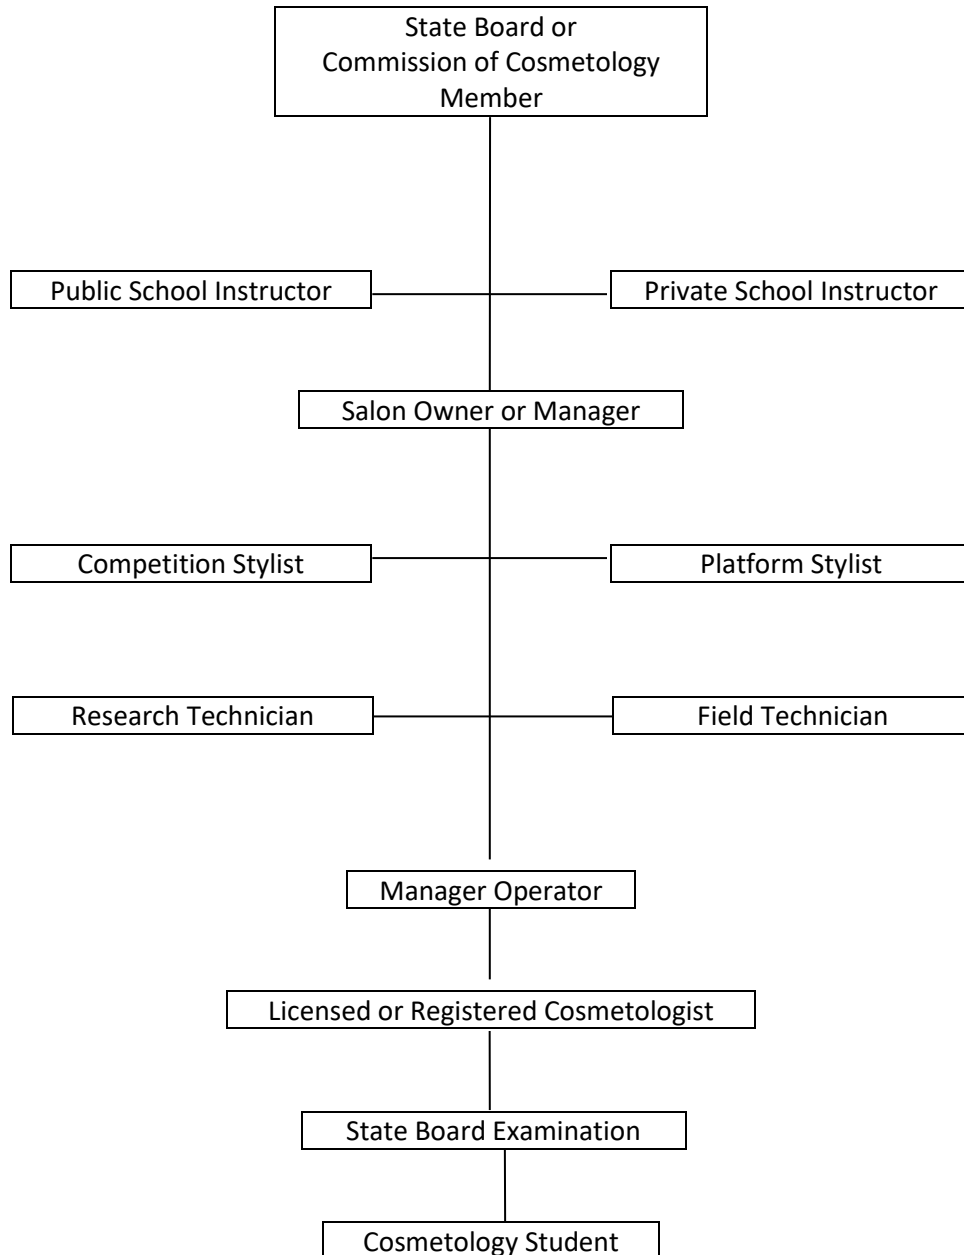 State Board or
Commission of Cosmetology
Member
Public School Instructor
Private School Instructor
Salon Owner or Manager
Competition Stylist
Platform Stylist
Research Technician
Field Technician
Manager Operator
Licensed or Registered Cosmetologist
State Board Examination
Cosmetology Student